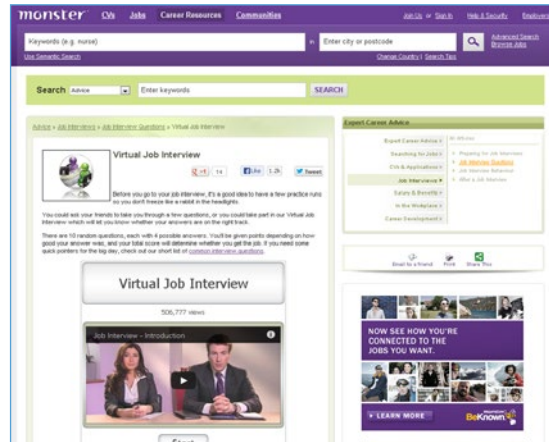 monster
CVs Jobs Career Resources Communities
Join Us or Sign In Help & Security Employers
Keywords (e.g. nurse) in Enter city or postcode
Advanced Search
Browse Jobs
Use Semantic Search
Change Country | Search Tips
Search Advice Enter keywords SEARCH
Advice » Job Interviews » Job Interview Questions » Virtual Job Interview
Virtual Job Interview
+1 14 Like 1.2k Tweet
Before you go to your job interview, it's a good idea to have a few practice runs
so you don't freeze like a rabbit in the headlights.
You could ask your friends to take you through a few questions, or you could take part in our Virtual Job
Interview which will let you know whether your answers are on the right track.
There are 10 random questions, each with 4 possible answers. You'll be given points depending on how
good your answer was, and your total score will determine whether you get the job. If you need some
quick pointers for the big day, check out our short list of common interview questions.
Virtual Job Interview
506,777 views
Job Interview - Introduction
Start
Expert Career Advice
Expert Career Advice
All Articles
Searching for Jobs
Preparing for Job Interviews
CVs & Applications
Job Interview Questions
Job Interview Behaviour
Job Interviews
After a Job Interview
Salary & Benefits
In the Workplace
Career Development
Email to a friend Print Share This
NOW SEE HOW YOU'RE
CONNECTED TO THE
JOBS YOU WANT.
LEARN MORE
BeKnown